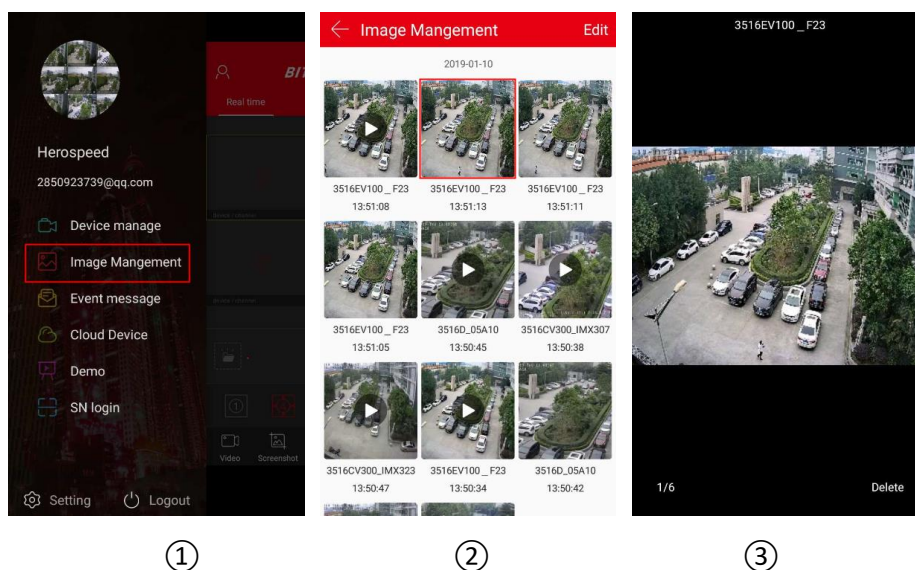 Herospeed
2850923739@qq.com
Device manage
Image Mangement
Event message
Cloud Device
Demo
SN login
Setting
Logout
BIT
Real time
Video
Screenshot
①
Image Mangement
Edit
2019-01-10
3516EV100 _ F23 3516EV100 _ F23 3516EV100 _ F23
13:51:08 13:51:13 13:51:11
3516EV100 _ F23 3516D_05A10 3516CV300_IMX307
13:51:05 13:50:45 13:50:38
3516CV300_IMX323 3516EV100 _ F23 3516D_05A10
13:50:47 13:50:34 13:50:42
②
3516EV100 _ F23
1/6
Delete
③